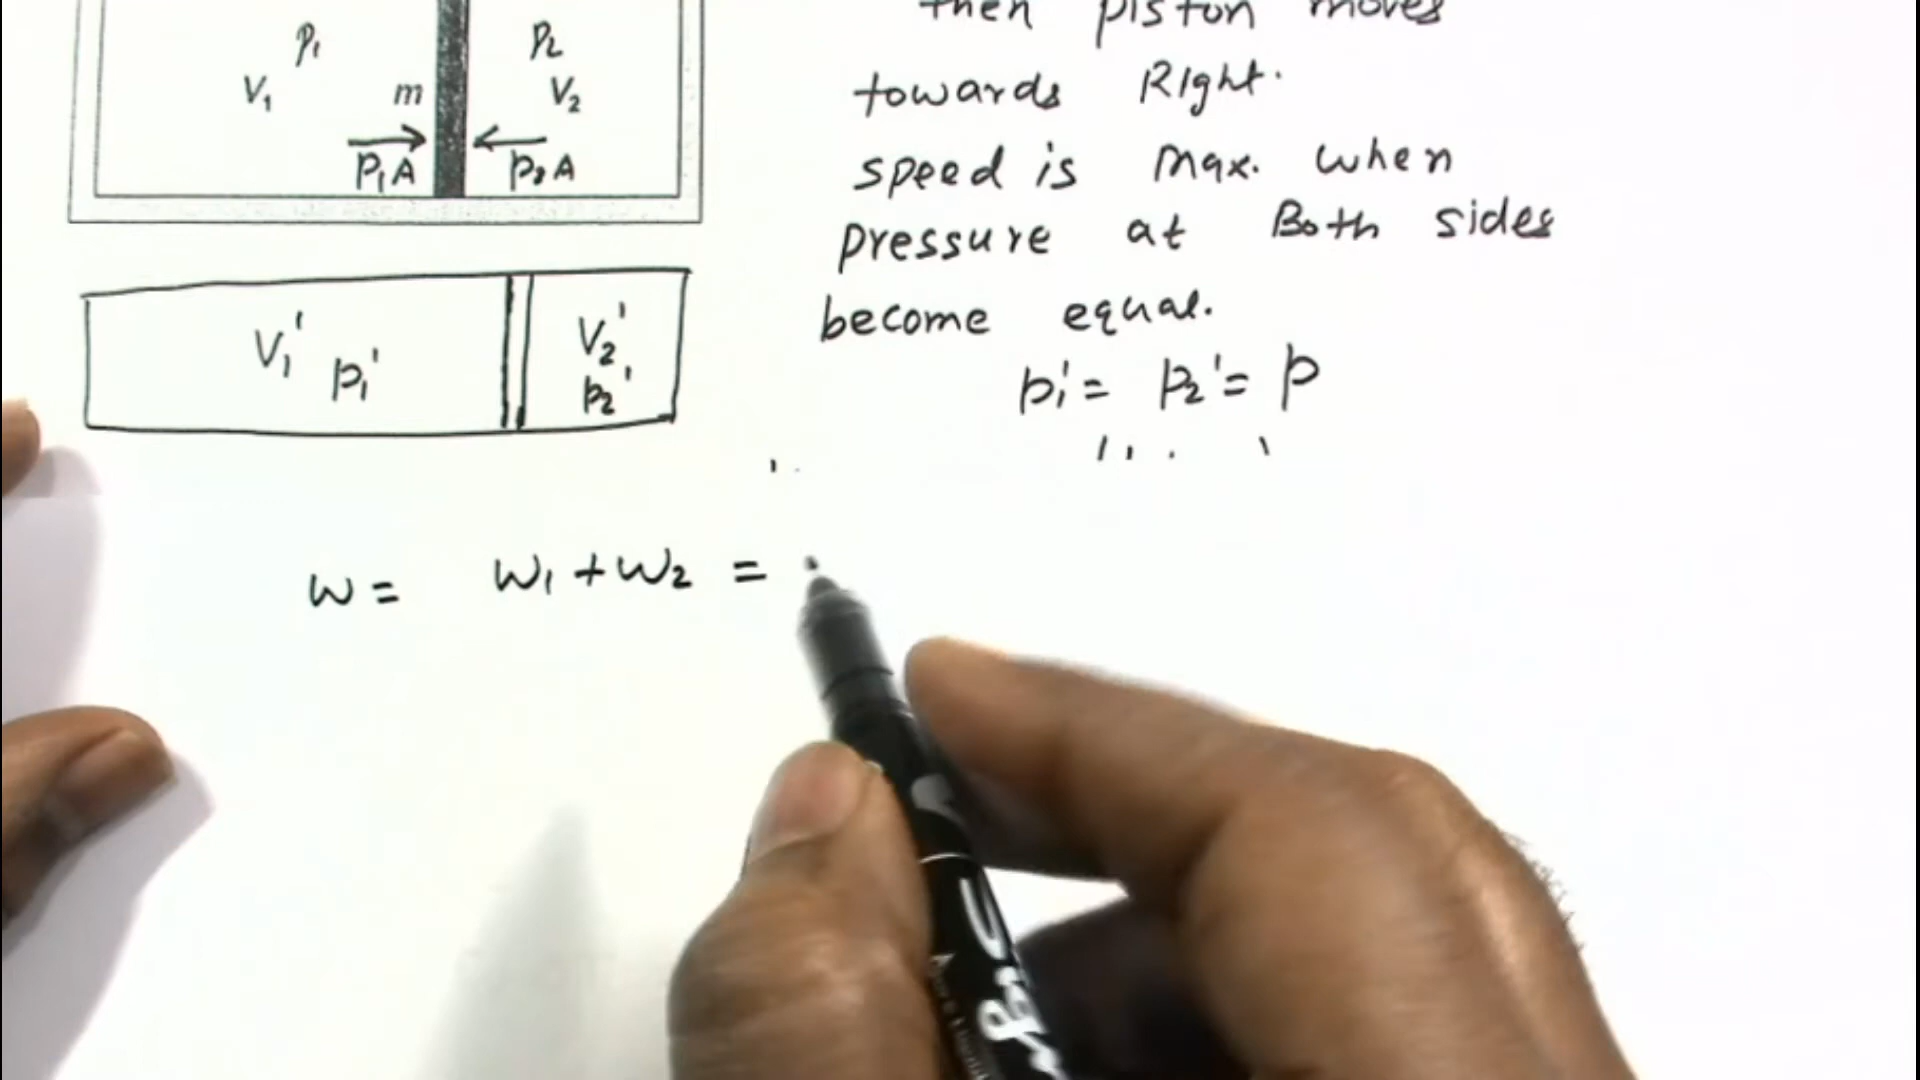 then piston moves
p₁ p₂
V₁ m V₂
towards Right.
p₁A p₂A
speed is max. when
pressure at Both sides
V₁' V₂'
become equal.
p₁' p₂'
p₁' = p₂' = p
w = w₁ + w₂ =